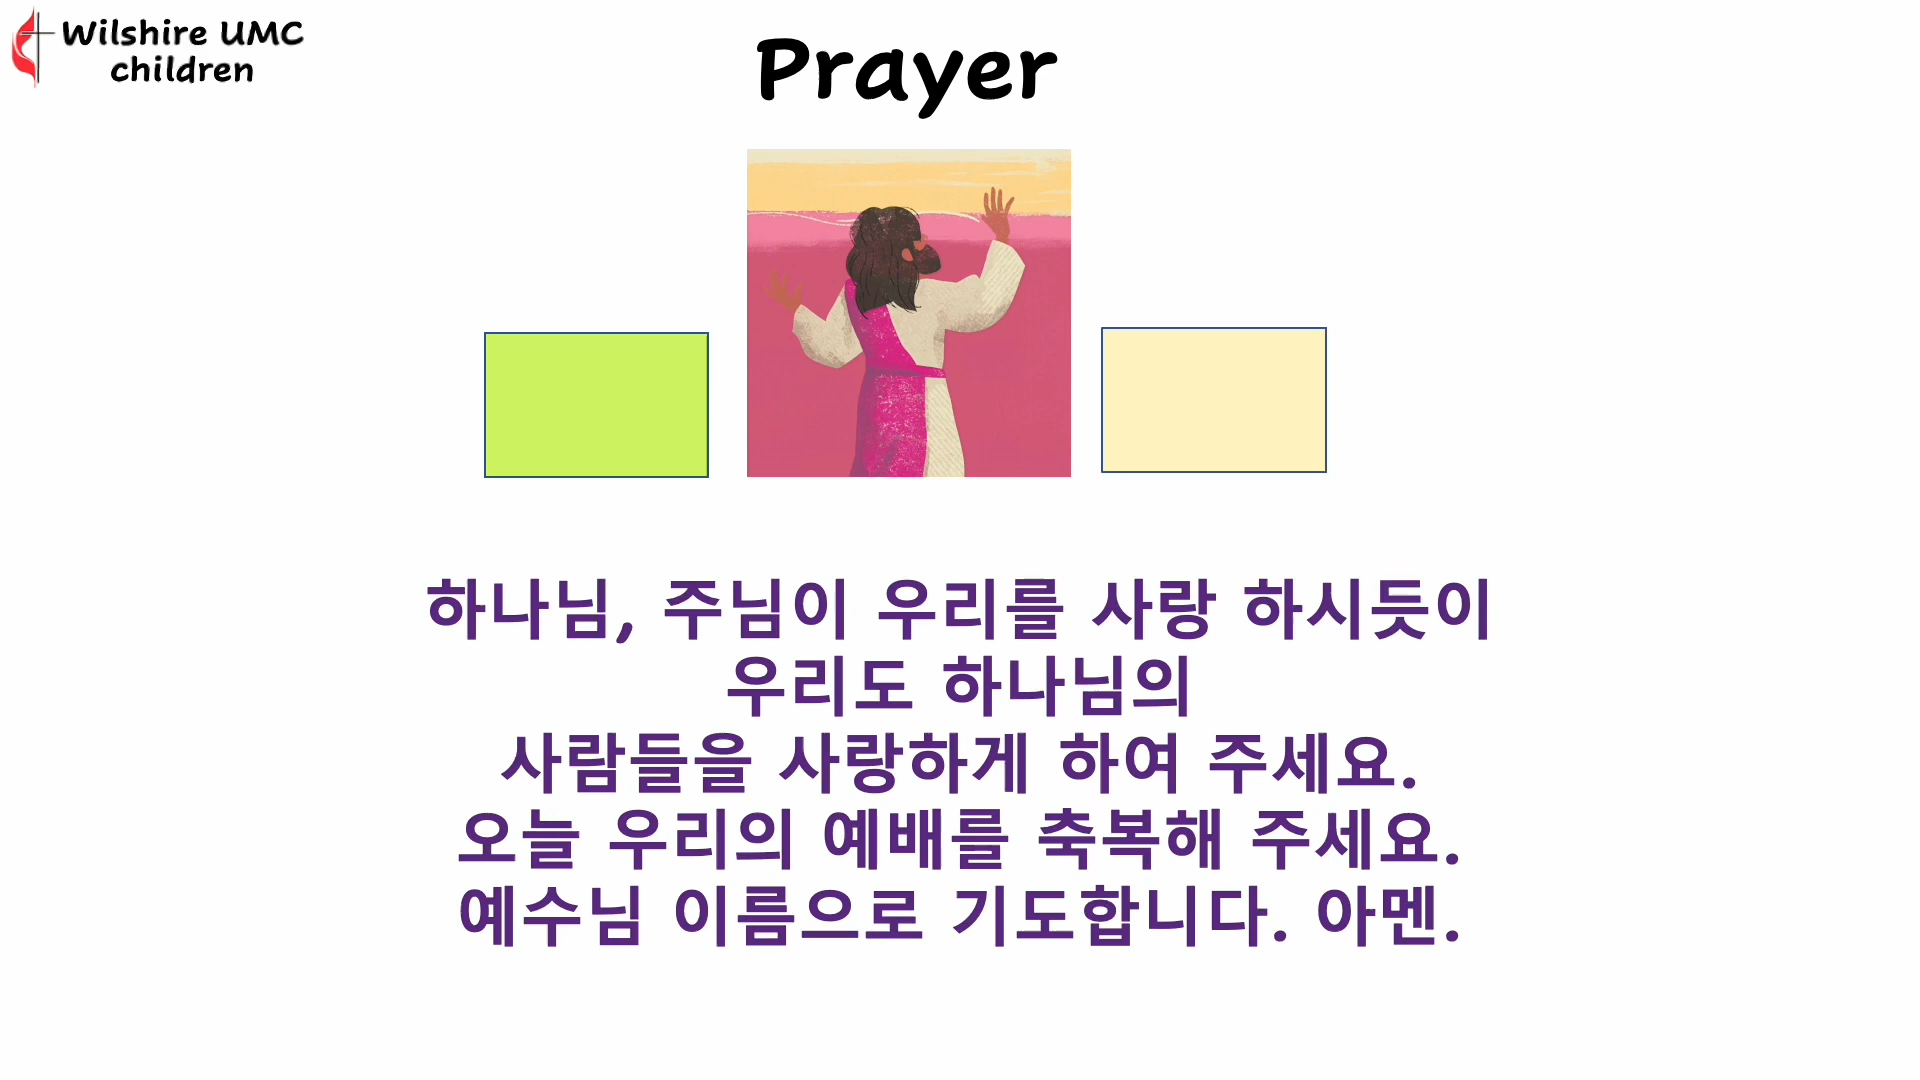 Wilshire UMC
children
Prayer
하나님, 주님이 우리를 사랑 하시듯이
우리도 하나님의
사람들을 사랑하게 하여 주세요.
오늘 우리의 예배를 축복해 주세요.
예수님 이름으로 기도합니다. 아멘.